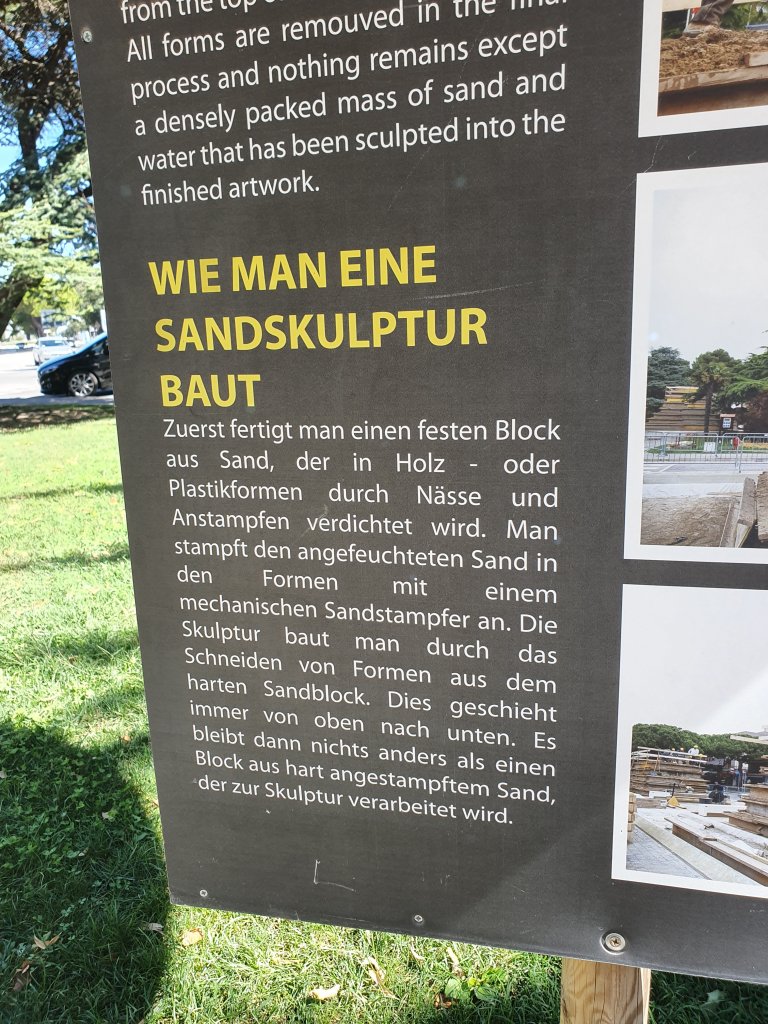 from the top
All forms are remouved in the final
process and nothing remains except
a densely packed mass of sand and
water that has been sculpted into the
finished artwork.
WIE MAN EINE
SANDSKULPTUR
BAUT
Zuerst fertigt man einen festen Block
aus Sand, der in Holz - oder
Plastikformen durch Nässe und
Anstampfen verdichtet wird. Man
stampft den angefeuchteten Sand in
den Formen mit einem
mechanischen Sandstampfer an. Die
Skulptur baut man durch das
Schneiden von Formen aus dem
harten Sandblock. Dies geschieht
immer von oben nach unten. Es
bleibt dann nichts anders als einen
Block aus hart angestampftem Sand,
der zur Skulptur verarbeitet wird.